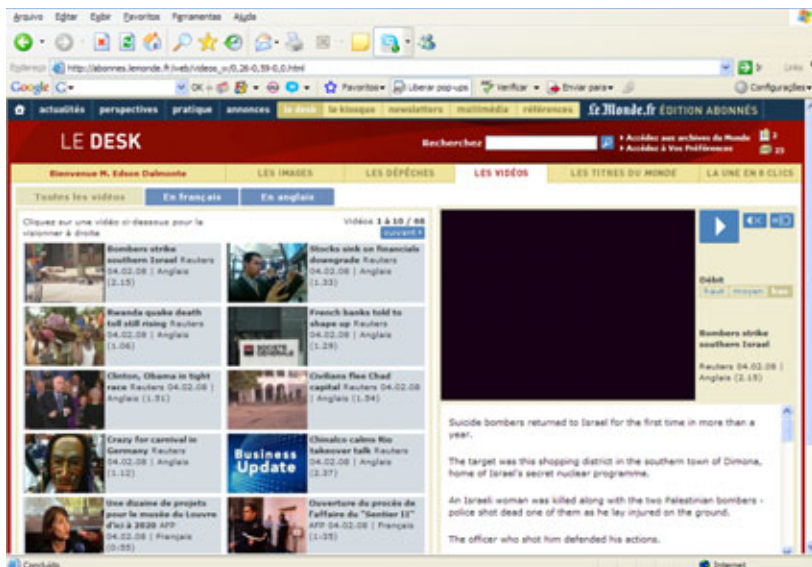 Arquivo Editar Exibir Favoritos Ferramentas Ajuda
http://abonnes.lemonde.fr/web/videos_v/0,26-0,59-0,0.html
Links
Google G OK Favoritos Liberar pop-ups Verificar Enviar para Configurações
actualités perspectives pratique annonces le desk le kiosque newsletters multimédia références Le Monde.fr ÉDITION ABONNÉS
LE DESK
Recherchez
Accédez aux archives du Monde 2
Accédez à Vos Préférences 23
Bienvenue M. Edson Dalmonte LES IMAGES LES DÉPÊCHES LES VIDÉOS LES TITRES DU MONDE LA UNE EN 8 CLICS
Toutes les vidéos En français En anglais
Cliquez sur une vidéo ci-dessous pour la
visionner à droite
Vidéos 1 à 10 / 68
suivant
Bombers strike
southern Israel Reuters
04.02.08 | Anglais
(2.15)
Stocks sink on financials
downgrade Reuters
04.02.08 | Anglais
(1.33)
Rwanda quake death
toll still rising Reuters
04.02.08 | Anglais
(1.06)
French banks told to
shape up Reuters
04.02.08 | Anglais
(1.29)
SOCIETE
GENERALE
Clinton, Obama in tight
race Reuters 04.02.08 |
Anglais (1.51)
Civilians flee Chad
capital Reuters 04.02.08
| Anglais (1.54)
Crazy for carnival in
Germany Reuters
04.02.08 | Anglais
(1.12)
Business
Update
Chinalco calms Rio
takeover talk Reuters
04.02.08 | Anglais
(2.37)
Une dizaine de projets
pour le musée du Louvre
d'ici à 2020 AFP
04.02.08 | Français
(0:55)
Ouverture du procès de
l'affaire du "Sentier II"
AFP 04.02.08 | Français
(1:35)
Débit
haut moyen bas
Bombers strike
southern Israel
Reuters 04.02.08 |
Anglais (2.15)
Suicide bombers returned to Israel for the first time in more than a
year.
The target was this shopping district in the southern town of Dimona,
home of Israel's secret nuclear programme.
An Israeli woman was killed along with the two Palestinian bombers -
police shot dead one of them as he lay injured on the ground.
The officer who shot him defended his actions.
Concluído
Internet